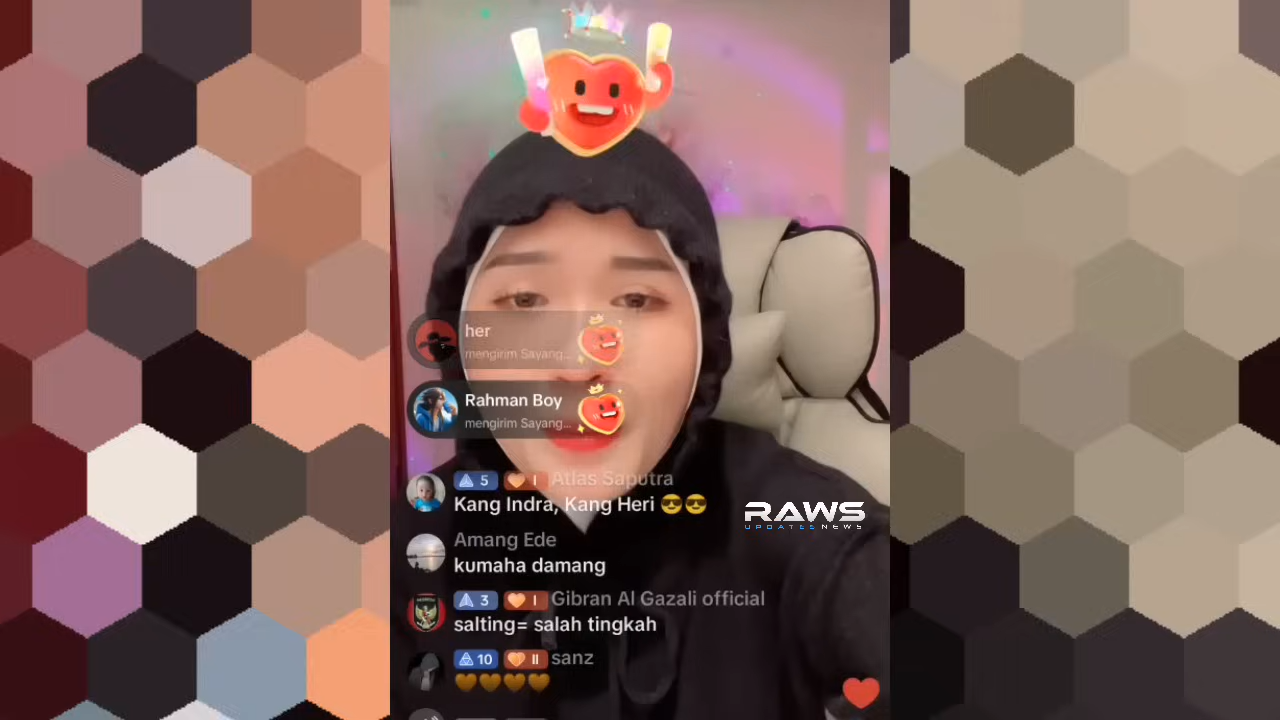 her
mengirim Sayang...
Rahman Boy
mengirim Sayang...
5 I Atlas Saputra
Kang Indra, Kang Heri 😎😎
RAWS
UPDATES NEWS
Amang Ede
kumaha damang
3 I Gibran Al Gazali official
salting= salah tingkah
10 II sanz
🧡🧡🧡🧡